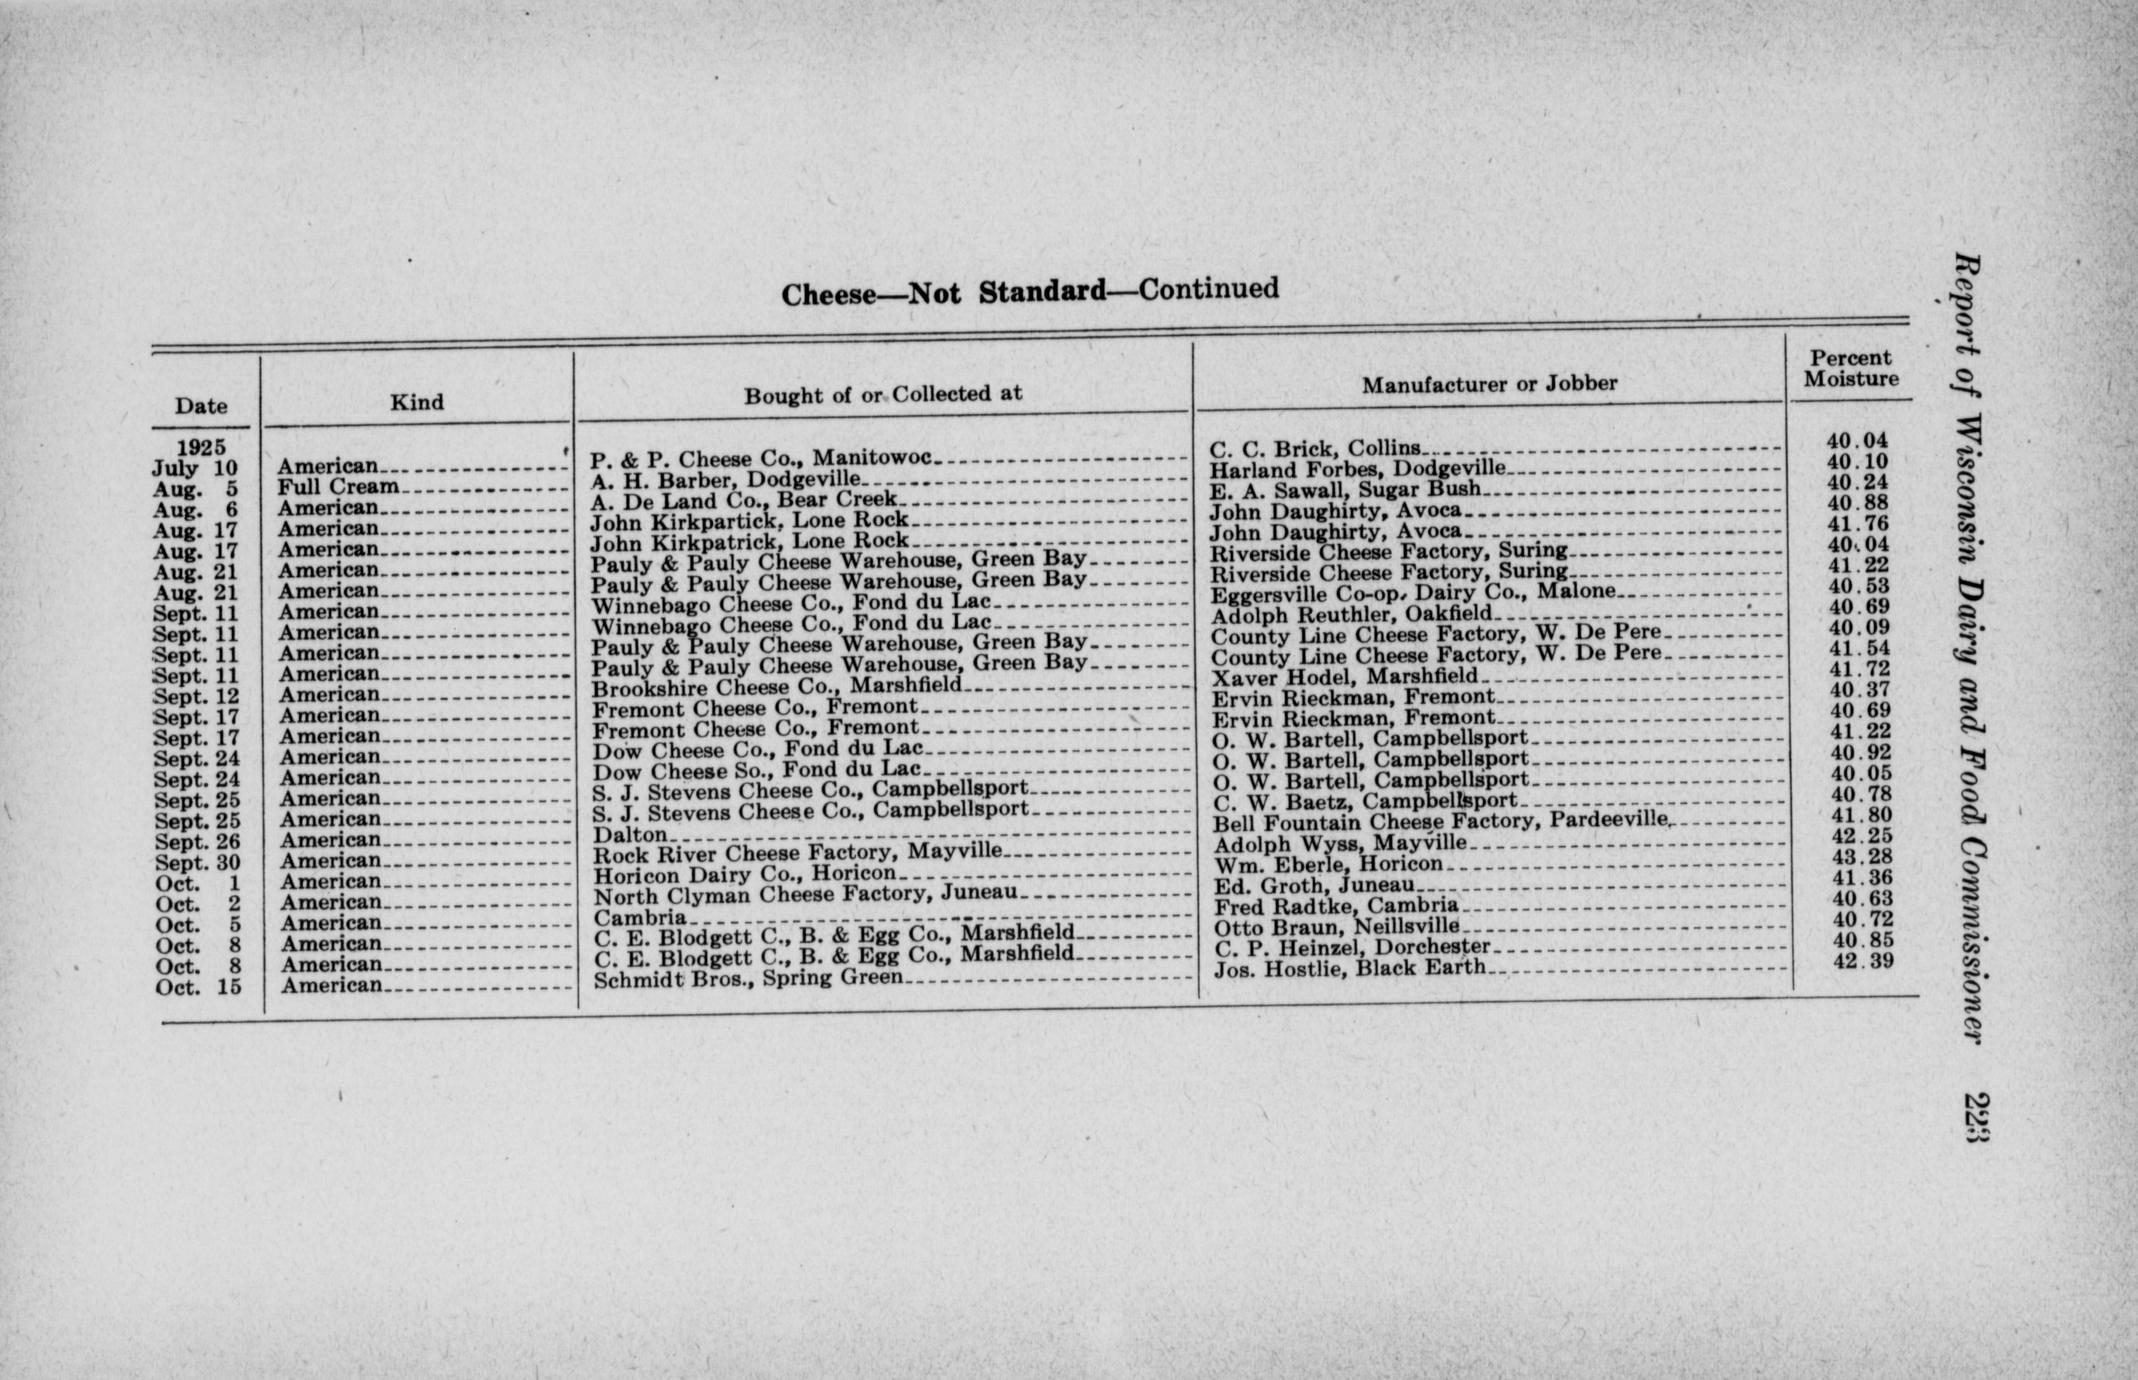 Cheese—Not Standard—Continued
Date Kind Bought of or Collected at Manufacturer or Jobber Percent Moisture
1925
July 10 American P. & P. Cheese Co., Manitowoc C. C. Brick, Collins 40.04
Aug. 5 Full Cream A. H. Barber, Dodgeville Harland Forbes, Dodgeville 40.10
Aug. 6 American A. De Land Co., Bear Creek E. A. Sawall, Sugar Bush 40.24
Aug. 17 American John Kirkpartick, Lone Rock John Daughirty, Avoca 40.88
Aug. 17 American John Kirkpatrick, Lone Rock John Daughirty, Avoca 41.76
Aug. 21 American Pauly & Pauly Cheese Warehouse, Green Bay Riverside Cheese Factory, Suring 40.04
Aug. 21 American Pauly & Pauly Cheese Warehouse, Green Bay Riverside Cheese Factory, Suring 41.22
Sept. 11 American Winnebago Cheese Co., Fond du Lac Eggersville Co-op. Dairy Co., Malone 40.53
Sept. 11 American Winnebago Cheese Co., Fond du Lac Adolph Reuthler, Oakfield 40.69
Sept. 11 American Pauly & Pauly Cheese Warehouse, Green Bay County Line Cheese Factory, W. De Pere 40.09
Sept. 11 American Pauly & Pauly Cheese Warehouse, Green Bay County Line Cheese Factory, W. De Pere 41.54
Sept. 12 American Brookshire Cheese Co., Marshfield Xaver Hodel, Marshfield 41.72
Sept. 17 American Fremont Cheese Co., Fremont Ervin Rieckman, Fremont 40.37
Sept. 17 American Fremont Cheese Co., Fremont Ervin Rieckman, Fremont 40.69
Sept. 24 American Dow Cheese Co., Fond du Lac O. W. Bartell, Campbellsport 41.22
Sept. 24 American Dow Cheese So., Fond du Lac O. W. Bartell, Campbellsport 40.92
Sept. 25 American S. J. Stevens Cheese Co., Campbellsport O. W. Bartell, Campbellsport 40.05
Sept. 25 American S. J. Stevens Cheese Co., Campbellsport C. W. Baetz, Campbellsport 40.78
Sept. 26 American Dalton Bell Fountain Cheese Factory, Pardeeville 41.80
Sept. 30 American Rock River Cheese Factory, Mayville Adolph Wyss, Mayville 42.25
Oct. 1 American Horicon Dairy Co., Horicon Wm. Eberle, Horicon 43.28
Oct. 2 American North Clyman Cheese Factory, Juneau Ed. Groth, Juneau 41.36
Oct. 5 American Cambria Fred Radtke, Cambria 40.63
Oct. 8 American C. E. Blodgett C., B. & Egg Co., Marshfield Otto Braun, Neillsville 40.72
Oct. 8 American C. E. Blodgett C., B. & Egg Co., Marshfield C. P. Heinzel, Dorchester 40.85
Oct. 15 American Schmidt Bros., Spring Green Jos. Hostlie, Black Earth 42.39
Report of Wisconsin Dairy and Food Commissioner 223